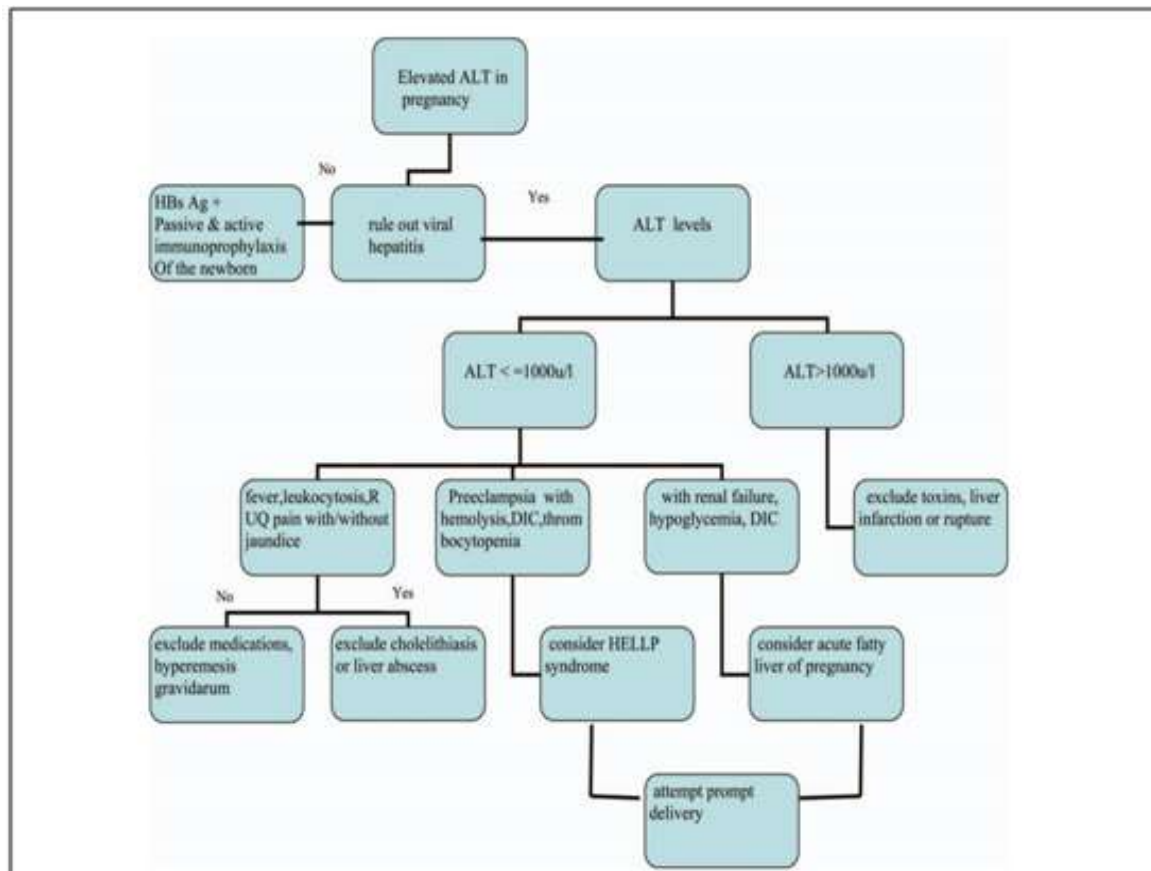 Elevated ALT in
pregnancy
No
Yes
HBs Ag +
Passive & active
immunoprophylaxis
Of the newborn
rule out viral
hepatitis
ALT levels
ALT < =1000u/l
ALT>1000u/l
fever,leukocytosis,R
UQ pain with/without
jaundice
Preeclampsia with
hemolysis,DIC,throm
bocytopenia
with renal failure,
hypoglycemia, DIC
exclude toxins, liver
infarction or rupture
No
Yes
exclude medications,
hyperemesis
gravidarum
exclude cholelithiasis
or liver abscess
consider HELLP
syndrome
consider acute fatty
liver of pregnancy
attempt prompt
delivery